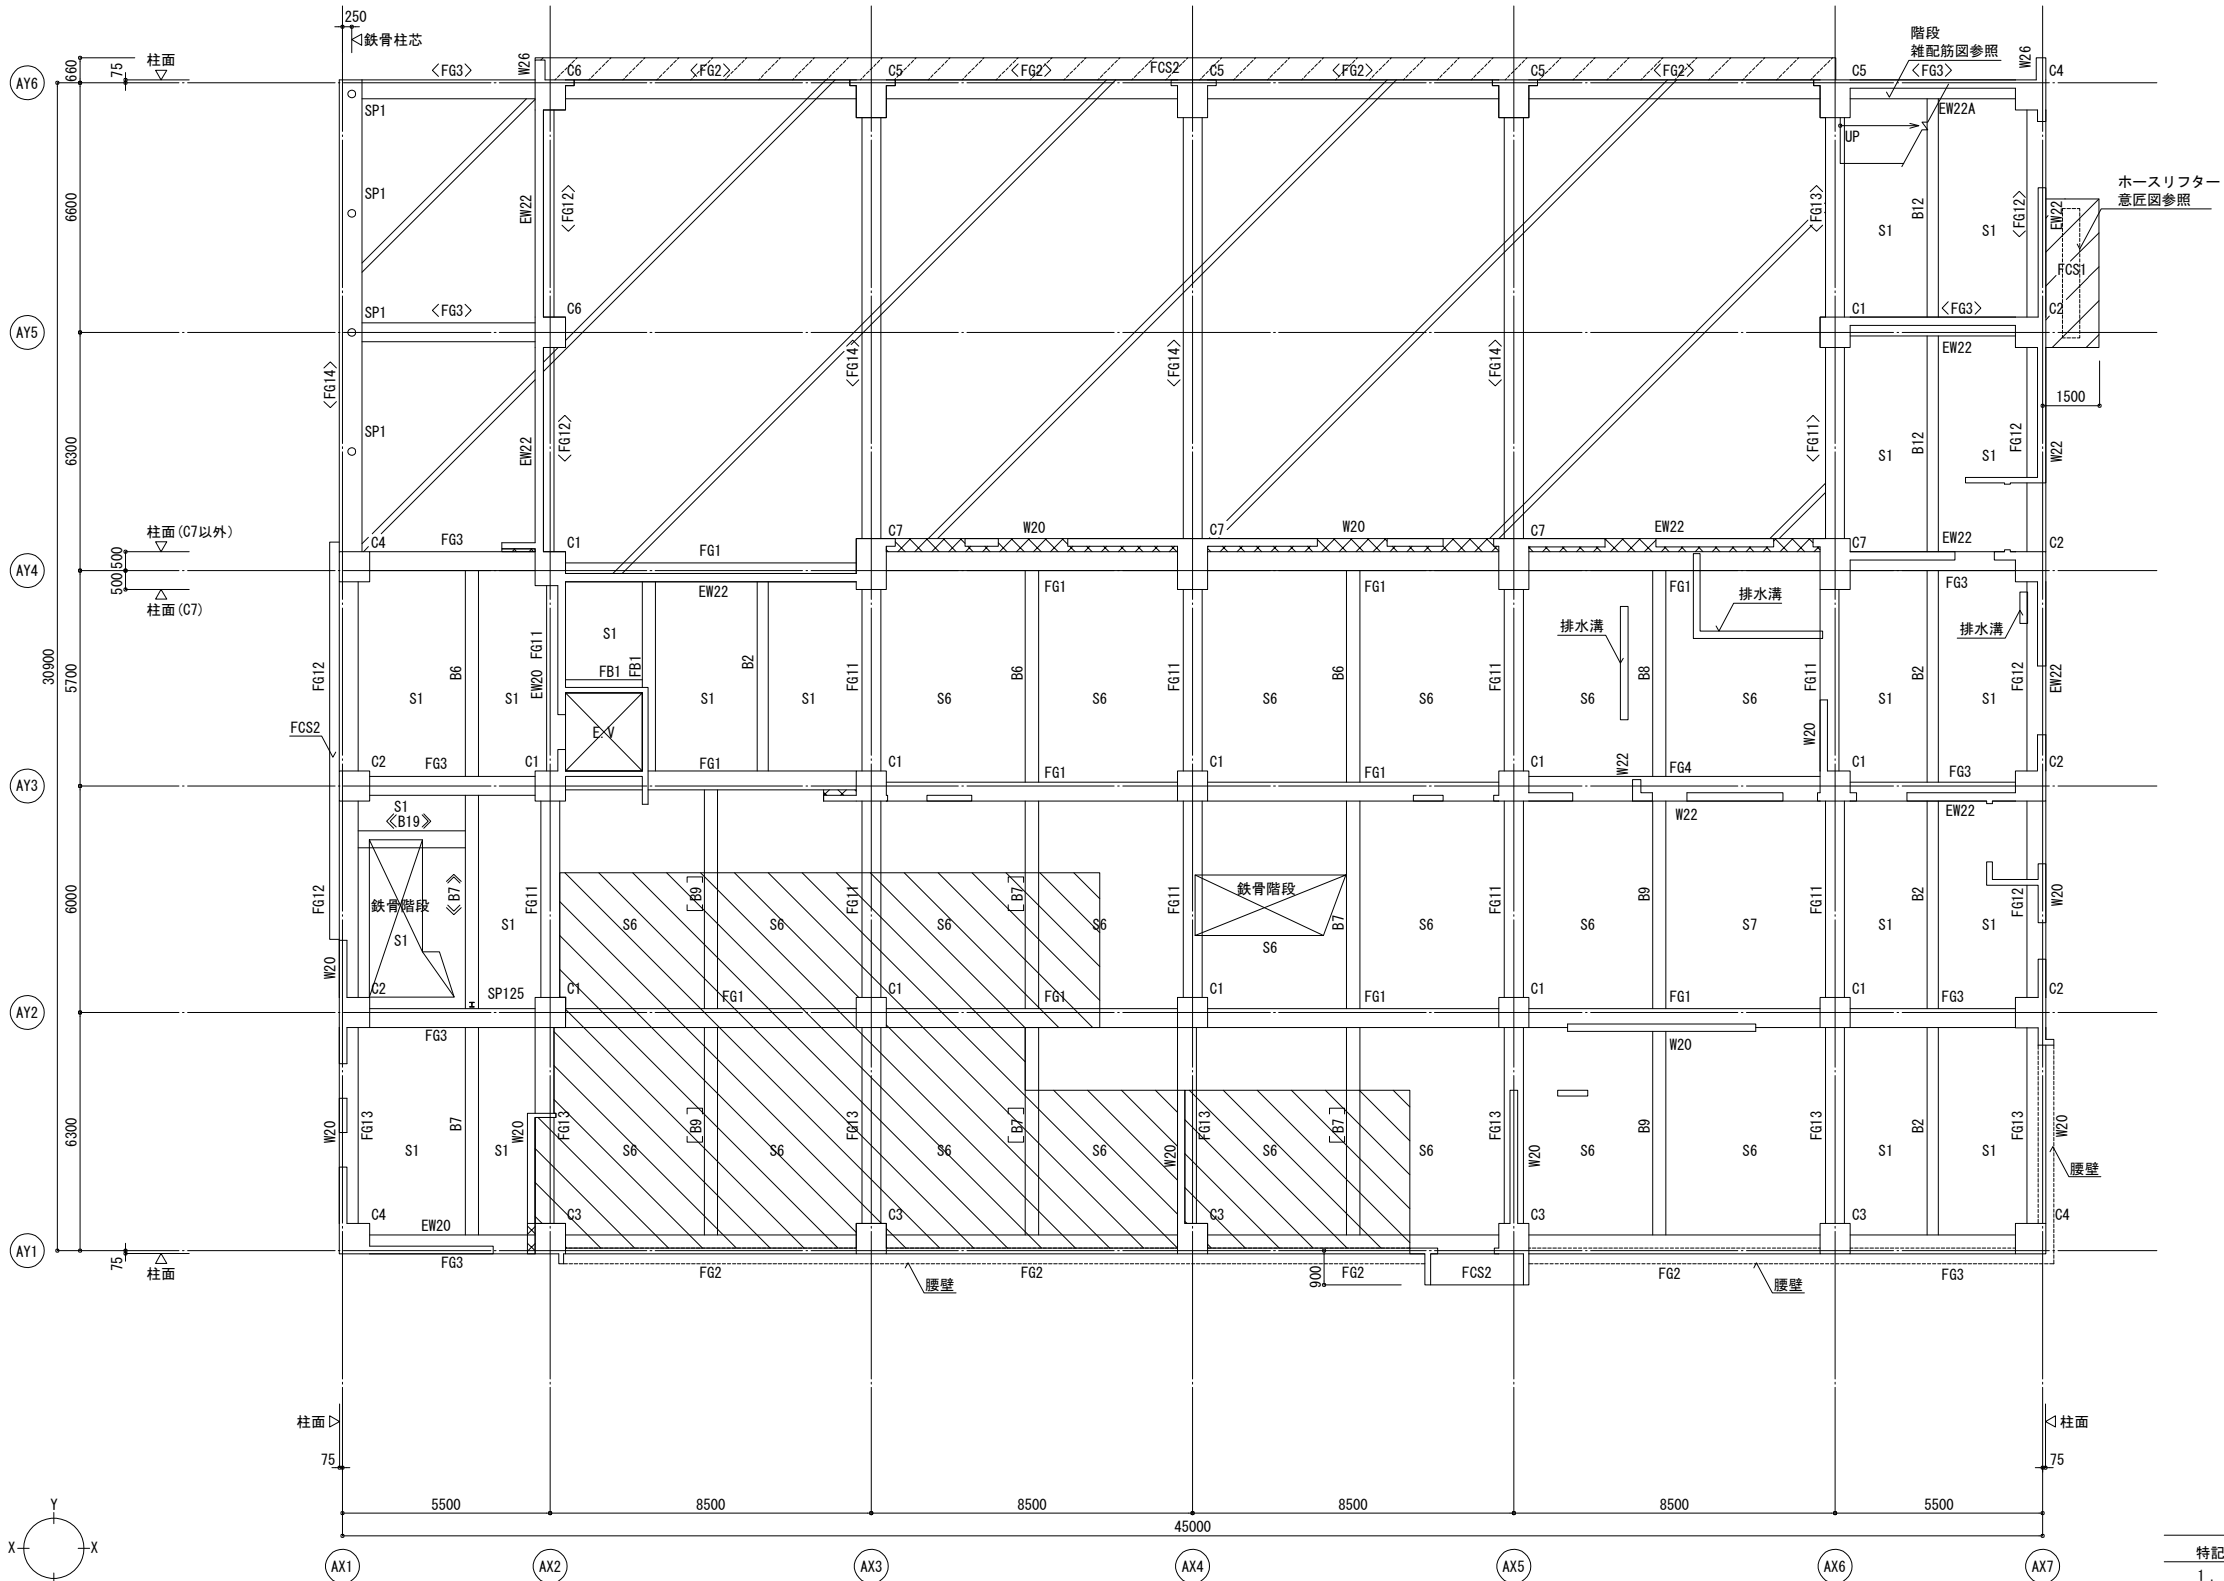 250
鉄骨柱芯
階段
雑配筋図参照
柱面
660
75
AY6
〈FG3〉
W26
C6
〈FG2〉
C5
〈FG2〉
FCS2
C5
〈FG2〉
C5
〈FG2〉
C5
〈FG3〉
W26
C4
SP1
EW22A
UP
ホースリフター
意匠図参照
6600
SP1
EW22
〈FG12〉
〈FG13〉
B12
〈FG12〉
EW22
S1
S1
FCS1
SP1
〈FG3〉
C6
C1
〈FG3〉
C2
AY5
EW22
〈FG14〉
〈FG14〉
〈FG14〉
〈FG14〉
1500
6300
SP1
EW22
〈FG12〉
〈FG11〉
B12
FG12
W22
S1
S1
柱面(C7以外)
C4
FG3
C1
FG1
C7
W20
C7
W20
C7
EW22
C7
EW22
C2
AY4
500
500
柱面(C7)
EW22
FG1
FG1
FG1
FG3
排水溝
排水溝
排水溝
S1
30900
5700
FG12
B6
EW20
FG11
FB1
FB1
B2
FG11
B6
FG11
B6
FG11
B8
FG11
B2
FG12
EW22
S1
S1
S1
S1
S6
S6
S6
S6
S6
S6
S1
S1
FCS2
E.V
W20
W22
C2
FG3
C1
FG1
C1
FG1
C1
FG1
C1
FG4
C1
FG3
C2
AY3
S1
《B19》
W22
EW22
6000
FG12
鉄骨階段
《B7》
FG11
[B9]
FG11
[B7]
FG11
鉄骨階段
B7
FG11
B9
FG11
B2
FG12
W20
S1
S1
S6
S6
S6
S6
S6
S6
S6
S7
S1
S1
W20
C2
SP125
C1
FG1
C1
FG1
C1
C1
FG1
C1
FG3
C2
AY2
FG3
W20
6300
W20
FG13
B7
W20
FG13
[B9]
FG13
[B7]
W20
FG13
[B7]
FG13
W20
B9
FG13
B2
FG13
W20
S1
S1
S6
S6
S6
S6
S6
S6
S6
S6
S1
S1
腰壁
C4
EW20
C3
C3
C3
C3
C3
C4
AY1
75
柱面
FG3
FG2
腰壁
FG2
900
FG2
FCS2
FG2
腰壁
FG3
柱面
柱面
75
75
5500
8500
8500
8500
8500
5500
45000
Y
X
X
AX1
AX2
AX3
AX4
AX5
AX6
AX7
特記
1.